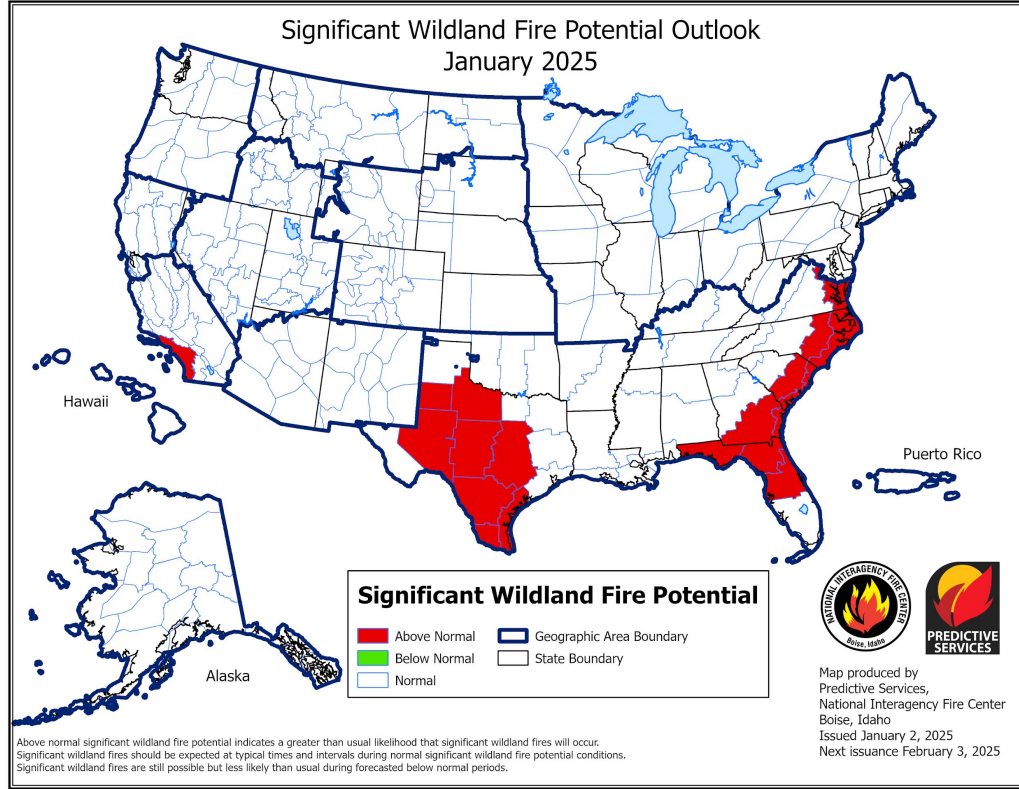 Significant Wildland Fire Potential Outlook
January 2025
Hawaii
Puerto Rico
Alaska
Significant Wildland Fire Potential
Above Normal
Geographic Area Boundary
Below Normal
State Boundary
Normal
NATIONAL INTERAGENCY FIRE CENTER
Boise, Idaho
PREDICTIVE
SERVICES
Map produced by
Predictive Services,
National Interagency Fire Center
Boise, Idaho
Issued January 2, 2025
Next issuance February 3, 2025
Above normal significant wildland fire potential indicates a greater than usual likelihood that significant wildland fires will occur.
Significant wildland fires should be expected at typical times and intervals during normal significant wildland fire potential conditions.
Significant wildland fires are still possible but less likely than usual during forecasted below normal periods.